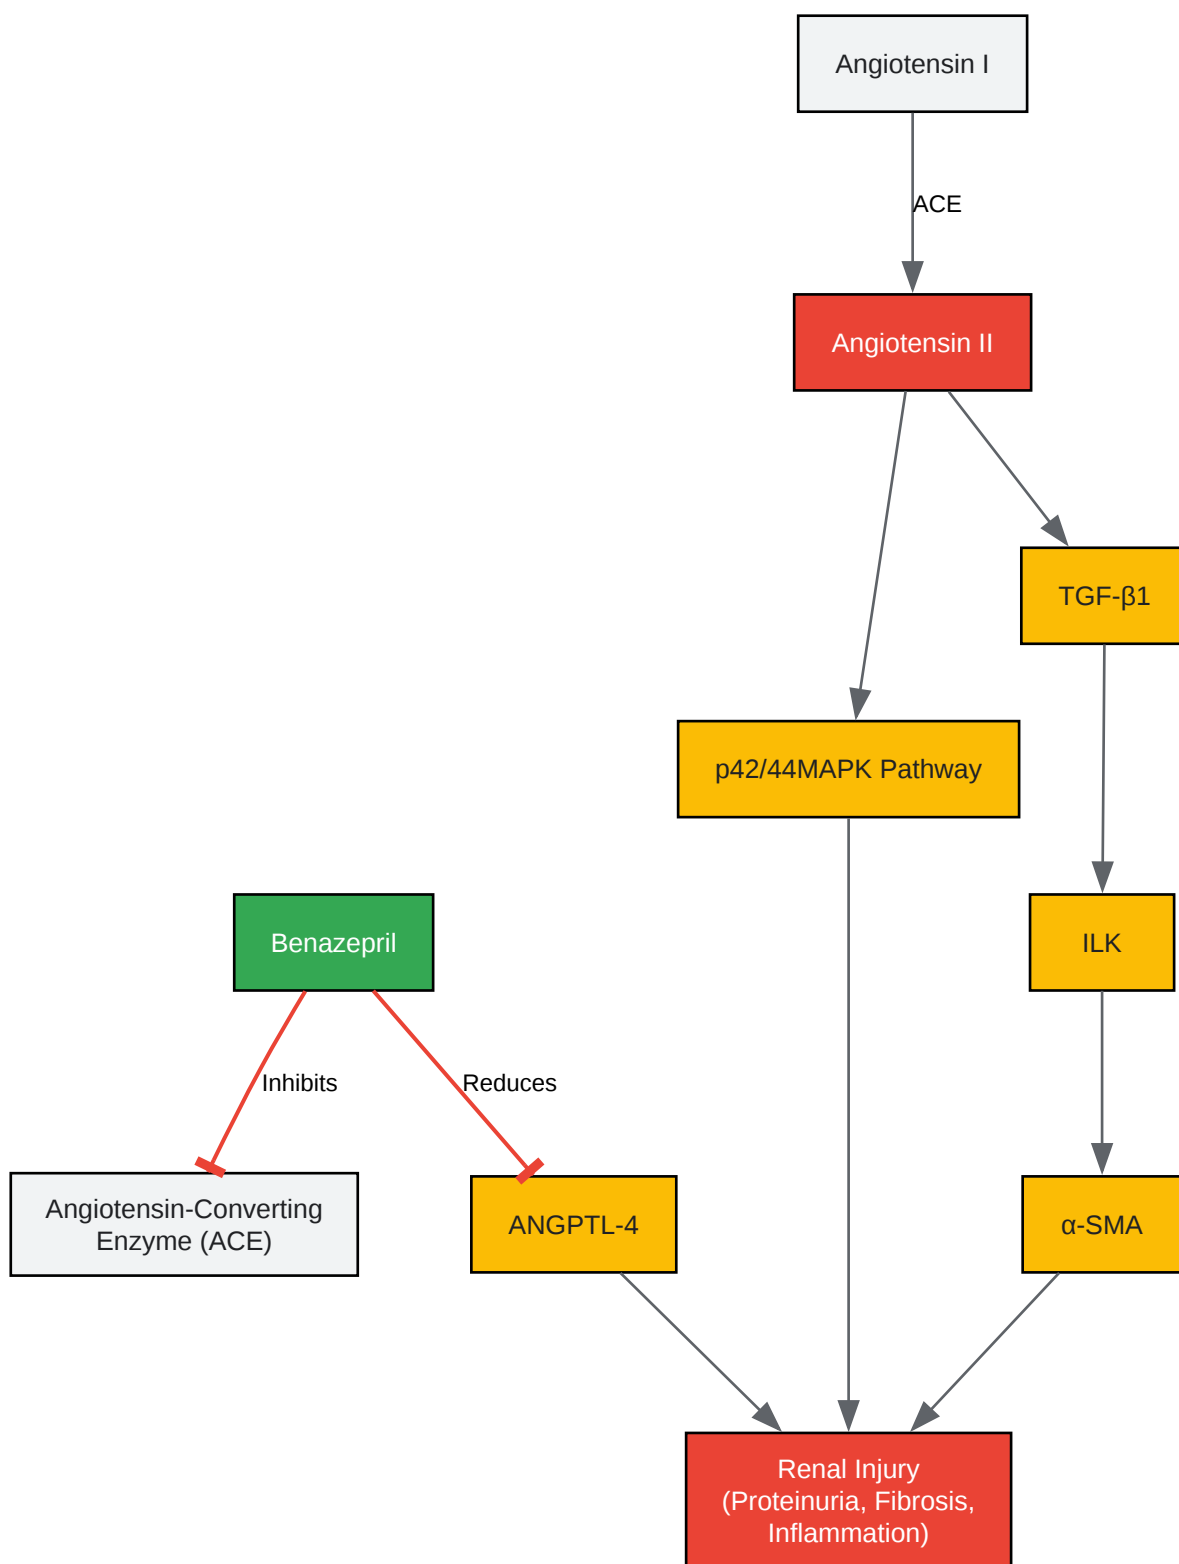 Angiotensin I
ACE
Angiotensin II
TGF-β1
p42/44MAPK Pathway
Benazepril
ILK
Inhibits
Reduces
Angiotensin-Converting
Enzyme (ACE)
ANGPTL-4
α-SMA
Renal Injury
(Proteinuria, Fibrosis,
Inflammation)